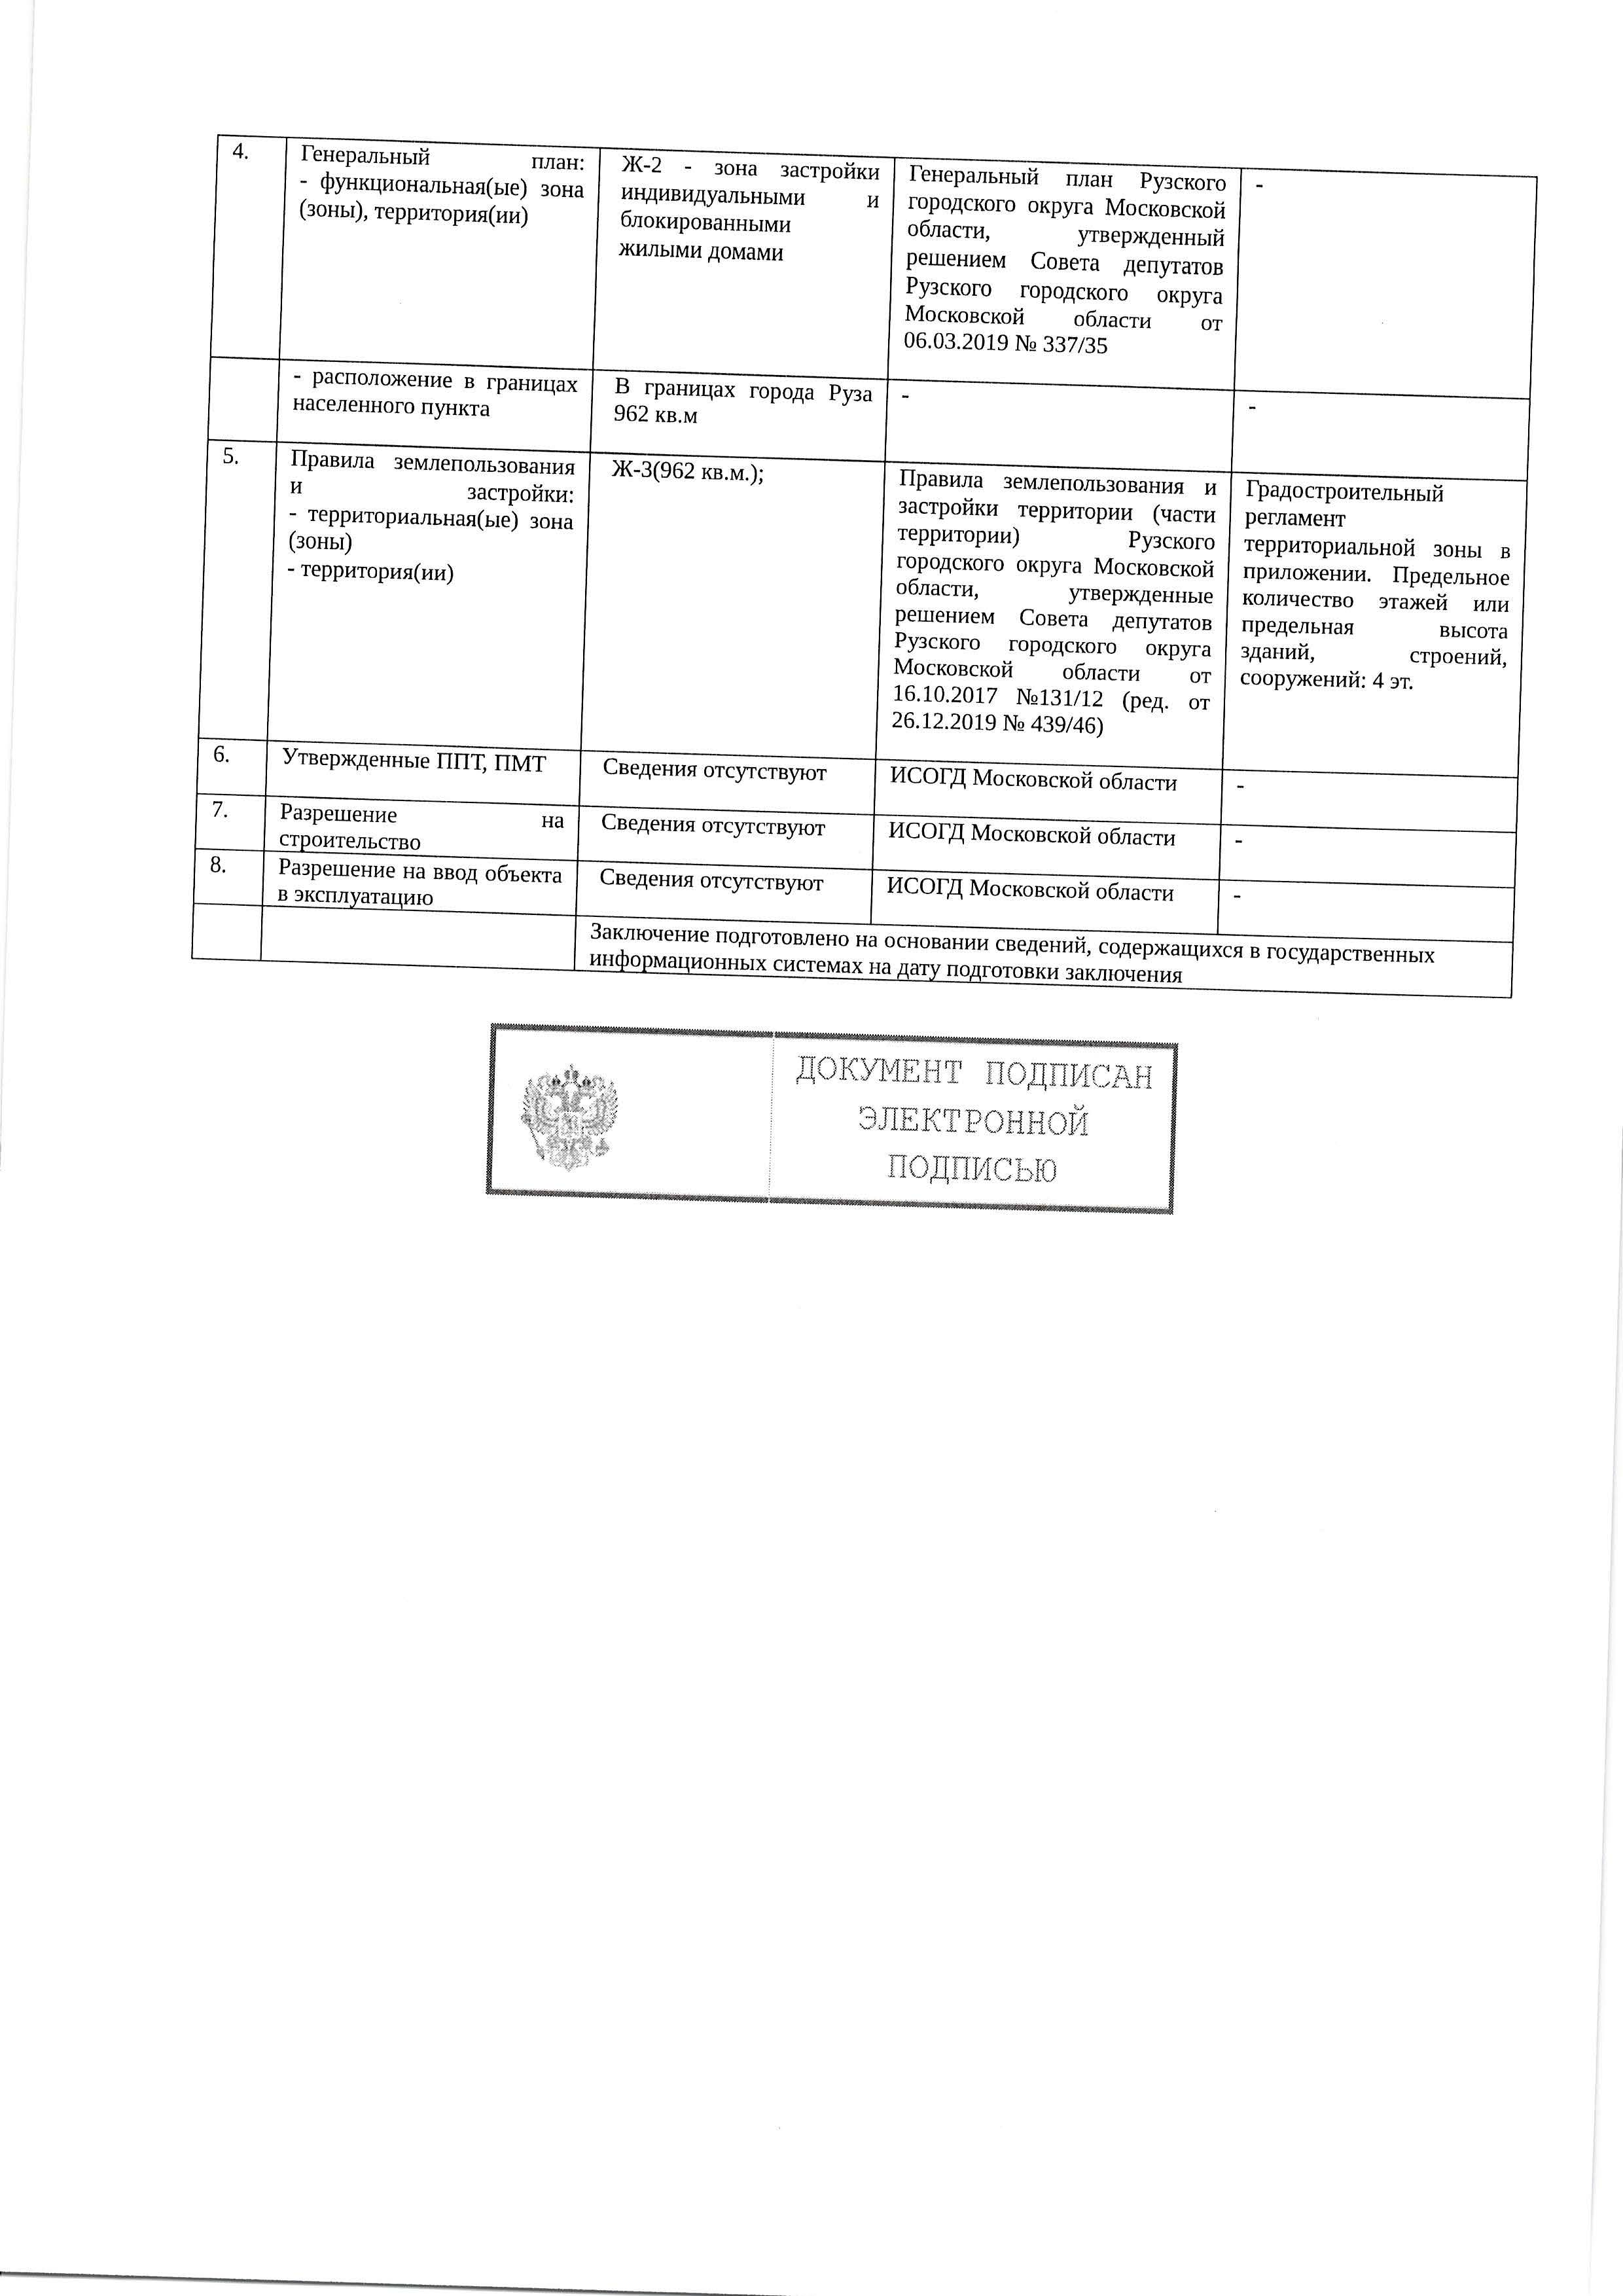 4.
Генеральный план:
- функциональная(ые) зона
(зоны), территория(ии)
Ж-2 - зона застройки
индивидуальными и
блокированными
жилыми домами
Генеральный план Рузского
городского округа Московской
области, утвержденный
решением Совета депутатов
Рузского городского округа
Московской области от
06.03.2019 № 337/35
-
- расположение в границах
населенного пункта
В границах города Руза
962 кв.м
-
-
5.
Правила землепользования
и застройки:
- территориальная(ые) зона
(зоны)
- территория(ии)
Ж-3(962 кв.м.);
Правила землепользования и
застройки территории (части
территории) Рузского
городского округа Московской
области, утвержденные
решением Совета депутатов
Рузского городского округа
Московской области от
16.10.2017 №131/12 (ред. от
26.12.2019 № 439/46)
Градостроительный
регламент
территориальной зоны в
приложении. Предельное
количество этажей или
предельная высота
зданий, строений,
сооружений: 4 эт.
6.
Утвержденные ППТ, ПМТ
Сведения отсутствуют
ИСОГД Московской области
-
7.
Разрешение на
строительство
Сведения отсутствуют
ИСОГД Московской области
-
8.
Разрешение на ввод объекта
в эксплуатацию
Сведения отсутствуют
ИСОГД Московской области
-
Заключение подготовлено на основании сведений, содержащихся в государственных
информационных системах на дату подготовки заключения
ДОКУМЕНТ ПОДПИСАН
ЭЛЕКТРОННОЙ
ПОДПИСЬЮ